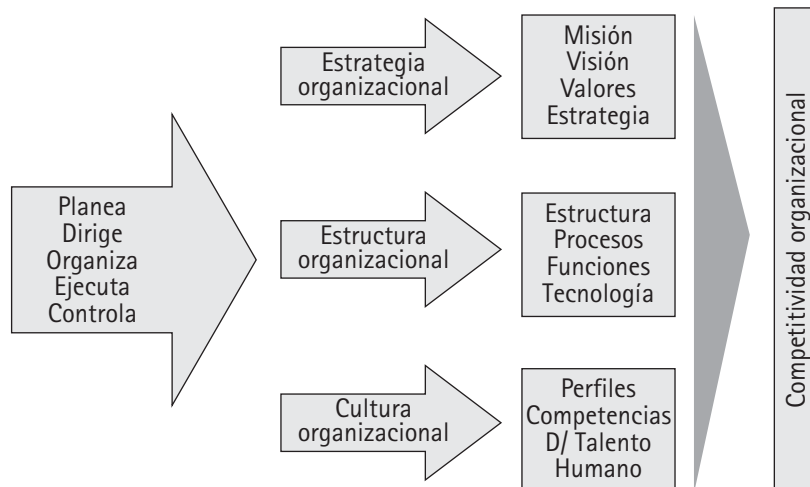 Planea
Dirige
Organiza
Ejecuta
Controla
Estrategia
organizacional
Misión
Visión
Valores
Estrategia
Estructura
organizacional
Estructura
Procesos
Funciones
Tecnología
Cultura
organizacional
Perfiles
Competencias
D/ Talento
Humano
Competitividad organizacional